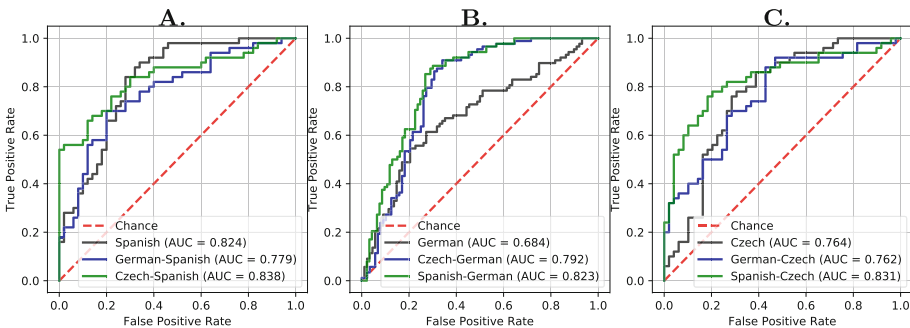 A.
1.0
0.8
0.6
0.4
0.2
0.0
True Positive Rate
Chance
Spanish (AUC = 0.824)
German-Spanish (AUC = 0.779)
Czech-Spanish (AUC = 0.838)
0.0 0.2 0.4 0.6 0.8 1.0
False Positive Rate
B.
1.0
0.8
0.6
0.4
0.2
0.0
True Positive Rate
Chance
German (AUC = 0.684)
Czech-German (AUC = 0.792)
Spanish-German (AUC = 0.823)
0.0 0.2 0.4 0.6 0.8 1.0
False Positive Rate
C.
1.0
0.8
0.6
0.4
0.2
0.0
True Positive Rate
Chance
Czech (AUC = 0.764)
German-Czech (AUC = 0.762)
Spanish-Czech (AUC = 0.831)
0.0 0.2 0.4 0.6 0.8 1.0
False Positive Rate